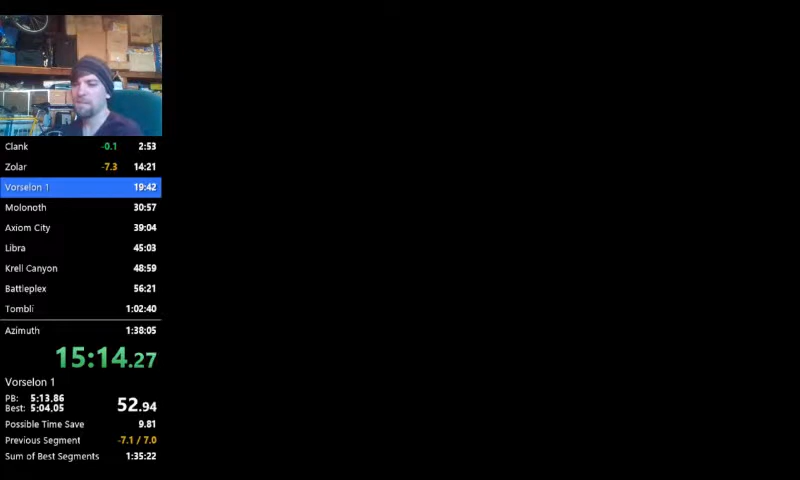 Clank -0.1 2:53
Zolar -7.3 14:21
Vorselon 1 19:42
Molonoth 30:57
Axiom City 39:04
Libra 45:03
Krell Canyon 48:59
Battleplex 56:21
Tombli 1:02:40
Azimuth 1:38:05
15:14.27
Vorselon 1
PB: 5:13.86
Best: 5:04.05
52.94
Possible Time Save 9.81
Previous Segment -7.1 / 7.0
Sum of Best Segments 1:35:22